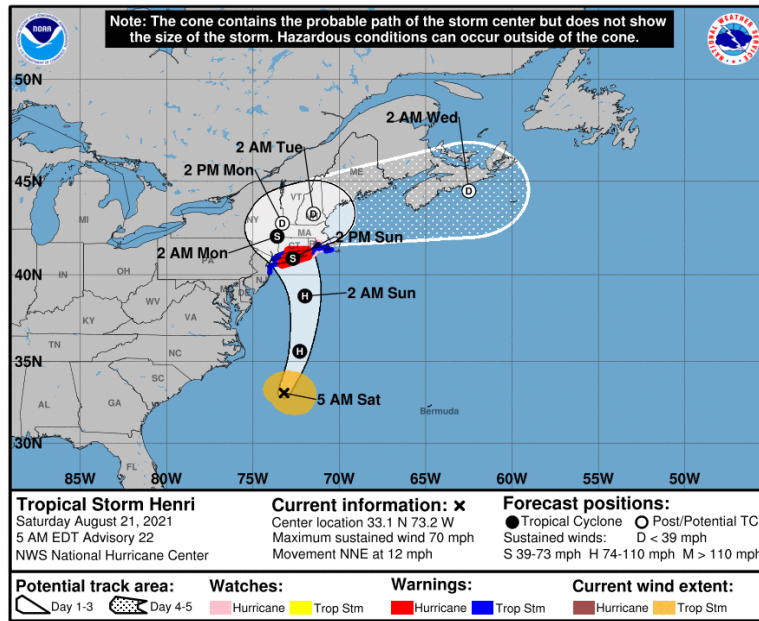 Note: The cone contains the probable path of the storm center but does not show
the size of the storm. Hazardous conditions can occur outside of the cone.
NOAA
NATIONAL WEATHER SERVICE
50N
2 AM Wed
2 AM Tue
45N
2 PM Mon
ME
D
VT
NY
D
D
MI
S
MA
2 AM Mon
CT
2 PM Sun
PA
S
40N
NJ
IN
OH
MD
DE
H
2 AM Sun
WV
KY
VA
H
35N
TN
NC
SC
5 AM Sat
AL
GA
Bermuda
30N
FL
85W
80W
75W
70W
65W
60W
55W
50W
Tropical Storm Henri
Saturday August 21, 2021
5 AM EDT Advisory 22
NWS National Hurricane Center
Current information: x
Center location 33.1 N 73.2 W
Maximum sustained wind 70 mph
Movement NNE at 12 mph
Forecast positions:
Tropical Cyclone Post/Potential TC
Sustained winds: D < 39 mph
S 39-73 mph H 74-110 mph M > 110 mph
Potential track area:
Day 1-3 Day 4-5
Watches:
Hurricane Trop Stm
Warnings:
Hurricane Trop Stm
Current wind extent:
Hurricane Trop Stm